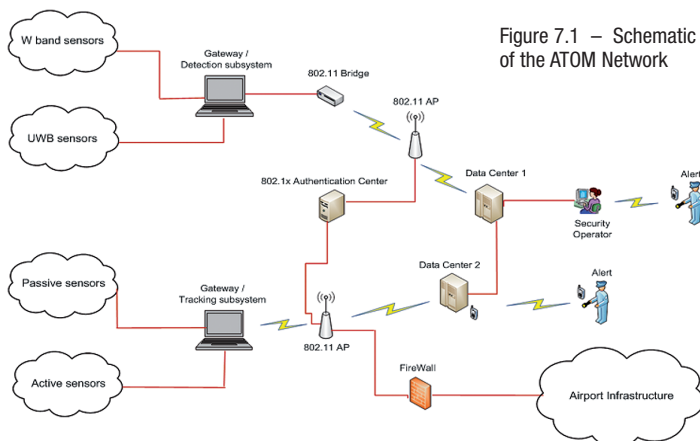 Figure 7.1 – Schematic
of the ATOM Network
W band sensors
Gateway /
Detection subsystem
802.11 Bridge
802.11 AP
UWB sensors
802.1x Authentication Center
Data Center 1
Alert
Security
Operator
Passive sensors
Gateway /
Tracking subsystem
Data Center 2
Alert
802.11 AP
Active sensors
FireWall
Airport Infrastructure